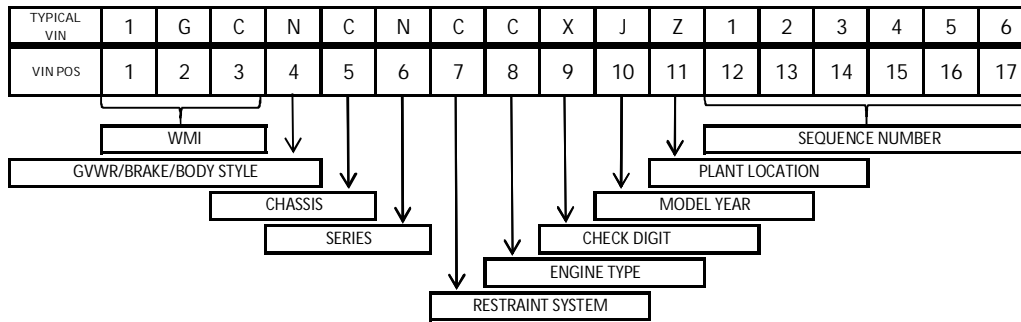 TYPICAL VIN 1 G C N C N C C X J Z 1 2 3 4 5 6
VIN POS 1 2 3 4 5 6 7 8 9 10 11 12 13 14 15 16 17
WMI SEQUENCE NUMBER
GVWR/BRAKE/BODY STYLE PLANT LOCATION
CHASSIS MODEL YEAR
SERIES CHECK DIGIT
ENGINE TYPE
RESTRAINT SYSTEM